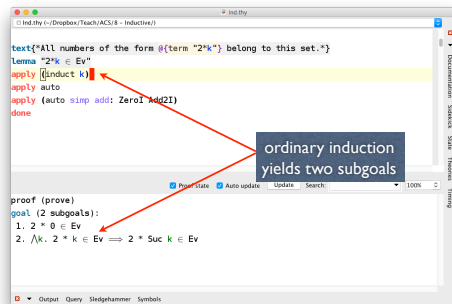 Ind.thy
Ind.thy (~/Dropbox/Teach/ACS/8 - Inductive/)
text{*All numbers of the form @{term "2*k"} belong to this set.*}
lemma "2*k ∈ Ev"
apply (induct k)
apply auto
apply (auto simp add: ZeroI Add2I)
done
ordinary induction
yields two subgoals
Proof state Auto update Update Search: 100%
proof (prove)
goal (2 subgoals):
1. 2 * 0 ∈ Ev
2. ⋀k. 2 * k ∈ Ev ⟹ 2 * Suc k ∈ Ev
Output Query Sledgehammer Symbols
Documentation Sidekick State Theories Timing